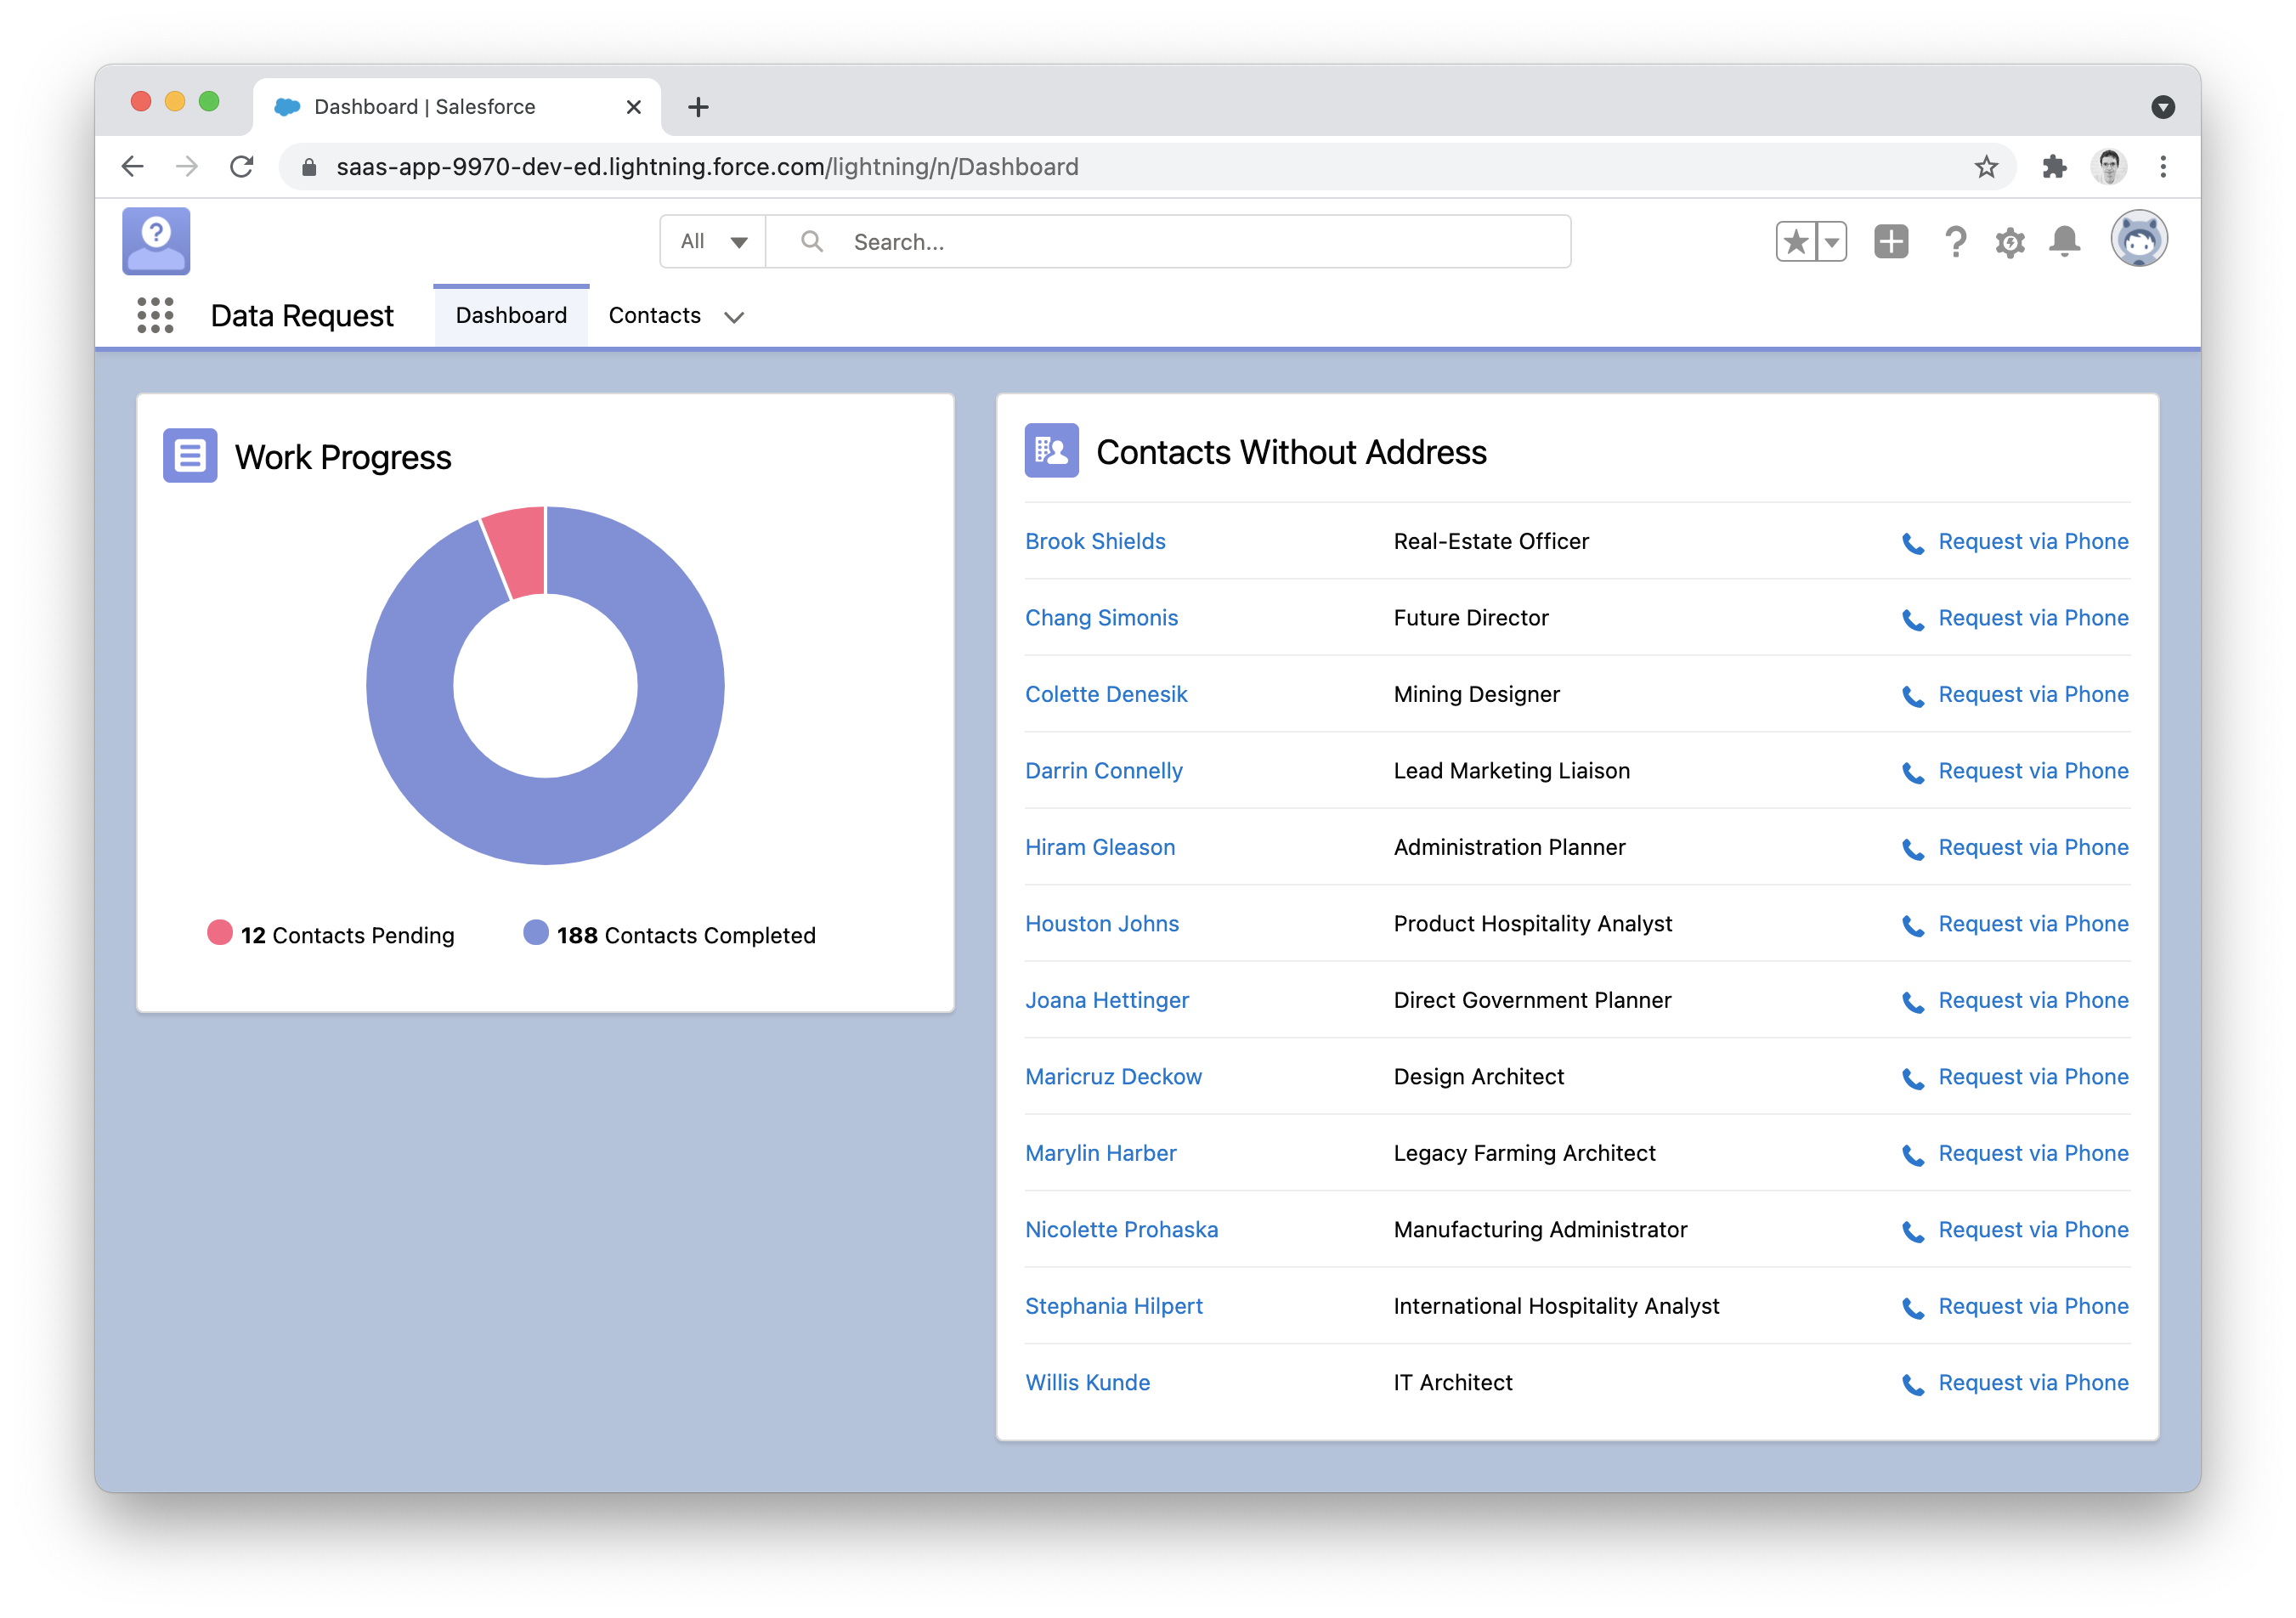 Dashboard | Salesforce
saas-app-9970-dev-ed.lightning.force.com/lightning/n/Dashboard
?
All
Search...
?
Data Request
Dashboard
Contacts
Work Progress
12 Contacts Pending
188 Contacts Completed
Contacts Without Address
Brook Shields Real-Estate Officer Request via Phone
Chang Simonis Future Director Request via Phone
Colette Denesik Mining Designer Request via Phone
Darrin Connelly Lead Marketing Liaison Request via Phone
Hiram Gleason Administration Planner Request via Phone
Houston Johns Product Hospitality Analyst Request via Phone
Joana Hettinger Direct Government Planner Request via Phone
Maricruz Deckow Design Architect Request via Phone
Marylin Harber Legacy Farming Architect Request via Phone
Nicolette Prohaska Manufacturing Administrator Request via Phone
Stephania Hilpert International Hospitality Analyst Request via Phone
Willis Kunde IT Architect Request via Phone